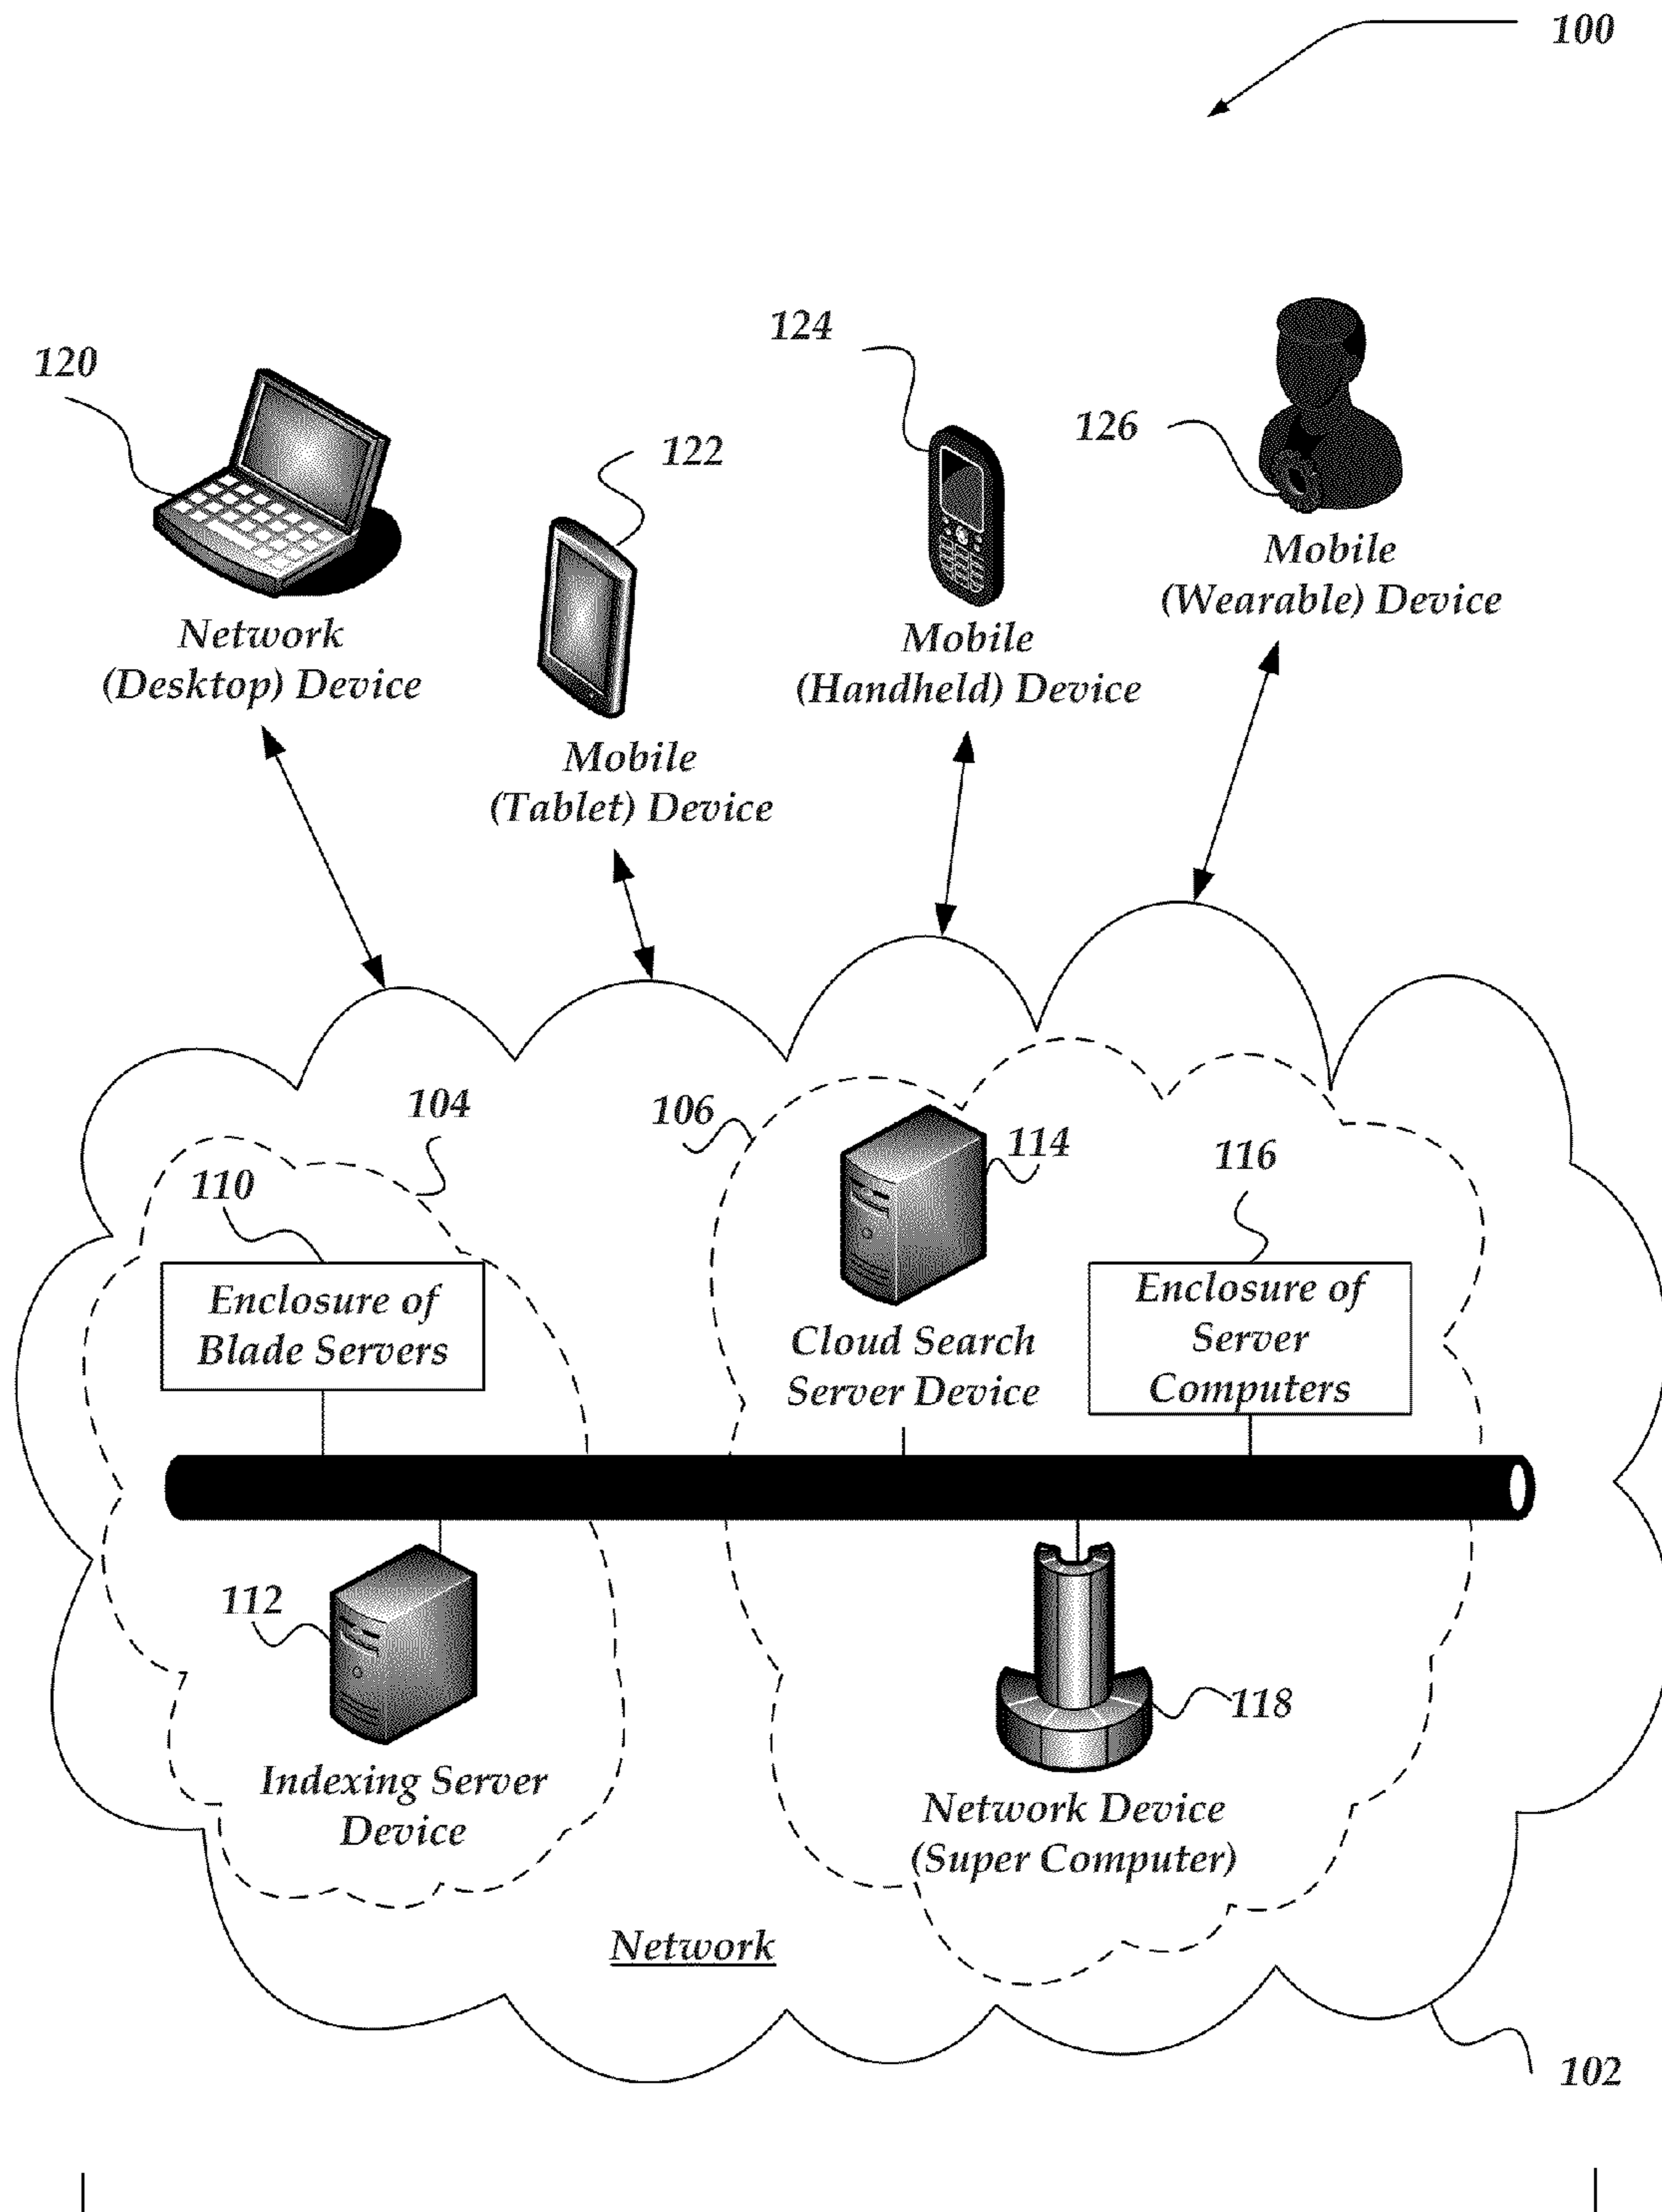 100
120
122
124
126
Network
(Desktop) Device
Mobile
(Tablet) Device
Mobile
(Handheld) Device
Mobile
(Wearable) Device
104
106
110
114
116
Enclosure of
Blade Servers
Cloud Search
Server Device
Enclosure of
Server
Computers
112
118
Indexing Server
Device
Network Device
(Super Computer)
Network
102